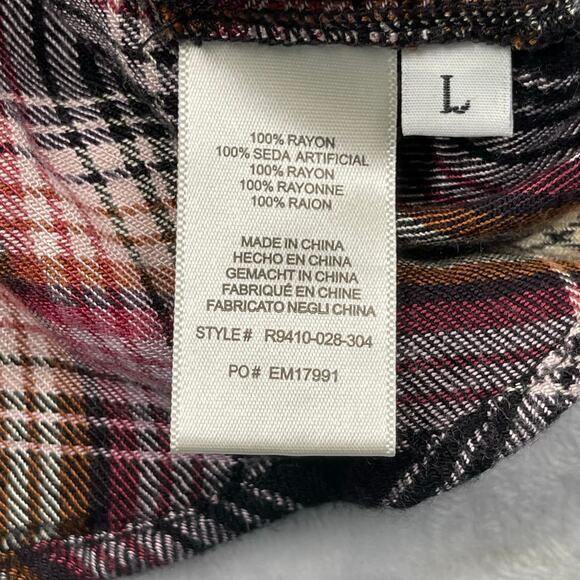 L
100% RAYON
100% SEDA ARTIFICIAL
100% RAYON
100% RAYONNE
100% RAION
MADE IN CHINA
HECHO EN CHINA
GEMACHT IN CHINA
FABRIQUÉ EN CHINE
FABRICATO NEGLI CHINA
STYLE# R9410-028-304
PO# EM17991